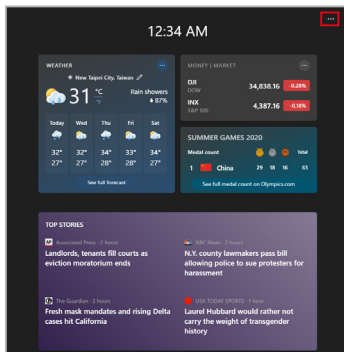 12:34 AM
WEATHER
New Taipei City, Taiwan
31 °C
Rain showers
87%
Today Wed Thu Fri Sat
32° 32° 34° 33° 34°
27° 27° 28° 27° 28°
See full forecast
MONEY | MARKET
DJI
DOW
34,838.16 -0.28%
INX
S&P 500
4,387.16 -0.18%
SUMMER GAMES 2020
Medal count Total
1 China 29 18 16 63
See full medal count on Olympics.com
TOP STORIES
AP Associated Press · 2 hours
Landlords, tenants fill courts as
eviction moratorium ends
NBC News · 2 hours
N.Y. county lawmakers pass bill
allowing police to sue protesters for
harassment
The Guardian · 2 hours
Fresh mask mandates and rising Delta
cases hit California
USA TODAY SPORTS · 1 hour
Laurel Hubbard would rather not
carry the weight of transgender
history